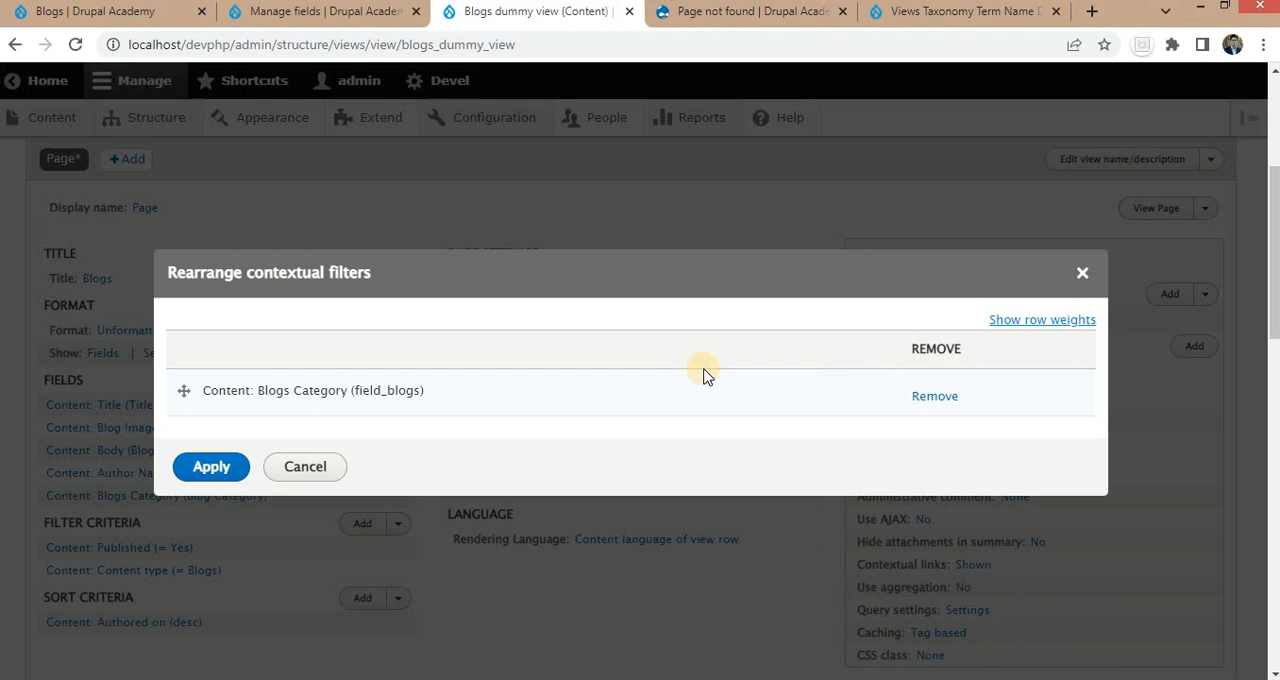 Blogs | Drupal Academy
Manage fields | Drupal Academ
Blogs dummy view (Content) |
Page not found | Drupal Acade
Views Taxonomy Term Name D
localhost/devphp/admin/structure/views/view/blogs_dummy_view
Home Manage Shortcuts admin Devel
Content Structure Appearance Extend Configuration People Reports Help
Page* + Add Edit view name/description
Display name: Page View Page
TITLE
Title: Blogs
FORMAT
Format: Unformatt
Show: Fields | Se
FIELDS
Content: Title (Title
Content: Blog Image
Content: Body (Blog
Content: Author Na
Content: Blogs Category (Blog Category)
FILTER CRITERIA Add
Content: Published (= Yes)
Content: Content type (= Blogs)
SORT CRITERIA Add
Content: Authored on (desc)
Rearrange contextual filters
Show row weights
REMOVE
Content: Blogs Category (field_blogs) Remove
Apply Cancel
LANGUAGE
Rendering Language: Content language of view row
Add
Add
Administrative comment: None
Use AJAX: No
Hide attachments in summary: No
Contextual links: Shown
Use aggregation: No
Query settings: Settings
Caching: Tag based
CSS class: None